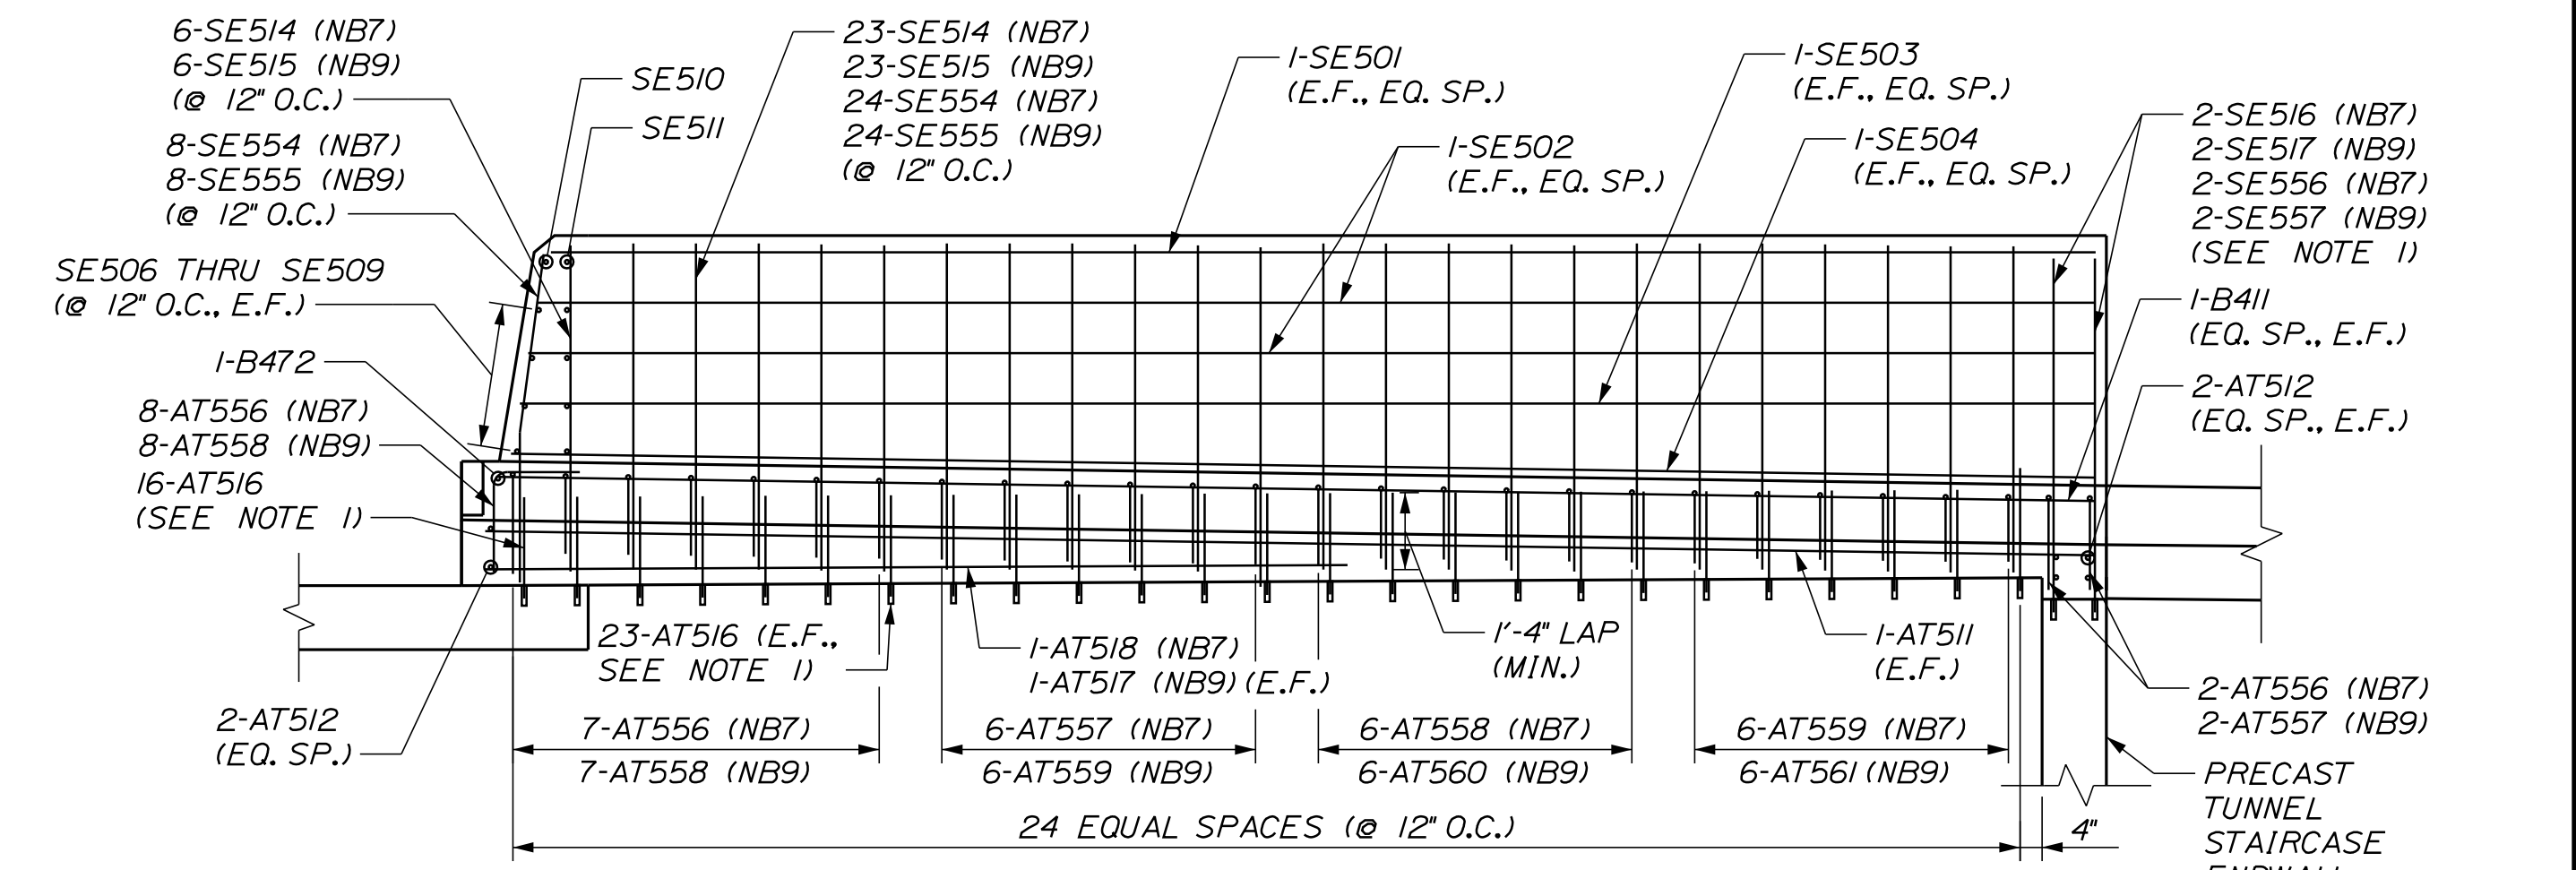 6-SE514 (NB7)
6-SE515 (NB9)
(@ 12" O.C.)
8-SE554 (NB7)
8-SE555 (NB9)
(@ 12" O.C.)
SE506 THRU SE509
(@ 12" O.C., E.F.)
1-B472
8-AT556 (NB7)
8-AT558 (NB9)
16-AT516
(SEE NOTE 1)
2-AT512
(EQ. SP.)
SE510
SE511
23-SE514 (NB7)
23-SE515 (NB9)
24-SE554 (NB7)
24-SE555 (NB9)
(@ 12" O.C.)
1-SE501
(E.F., EQ. SP.)
1-SE502
(E.F., EQ. SP.)
1-SE503
(E.F., EQ. SP.)
1-SE504
(E.F., EQ. SP.)
2-SE516 (NB7)
2-SE517 (NB9)
2-SE556 (NB7)
2-SE557 (NB9)
(SEE NOTE 1)
1-B411
(EQ. SP., E.F.)
2-AT512
(EQ. SP., E.F.)
23-AT516 (E.F.,
SEE NOTE 1)
1-AT518 (NB7)
1-AT517 (NB9) (E.F.)
1'-4" LAP
(MIN.)
1-AT511
(E.F.)
2-AT556 (NB7)
2-AT557 (NB9)
7-AT556 (NB7)
7-AT558 (NB9)
6-AT557 (NB7)
6-AT559 (NB9)
6-AT558 (NB7)
6-AT560 (NB9)
6-AT559 (NB7)
6-AT561 (NB9)
24 EQUAL SPACES (@ 12" O.C.)
4"
PRECAST
TUNNEL
STAIRCASE